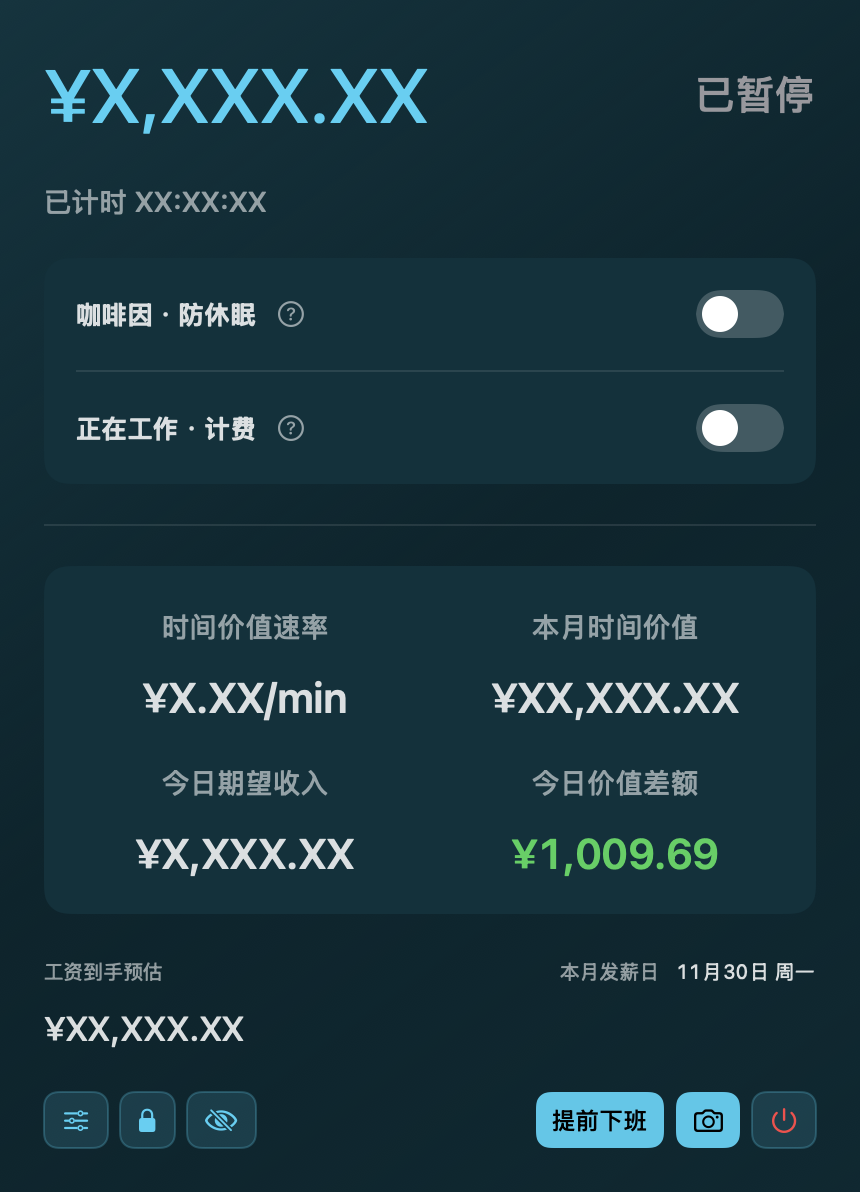 ¥X,XXX.XX
已暂停
已计时 XX:XX:XX
咖啡因 · 防休眠 ?
正在工作 · 计费 ?
时间价值速率
本月时间价值
¥X.XX/min
¥XX,XXX.XX
今日期望收入
今日价值差额
¥X,XXX.XX
¥1,009.69
工资到手预估
本月发薪日 11月30日 周一
¥XX,XXX.XX
提前下班